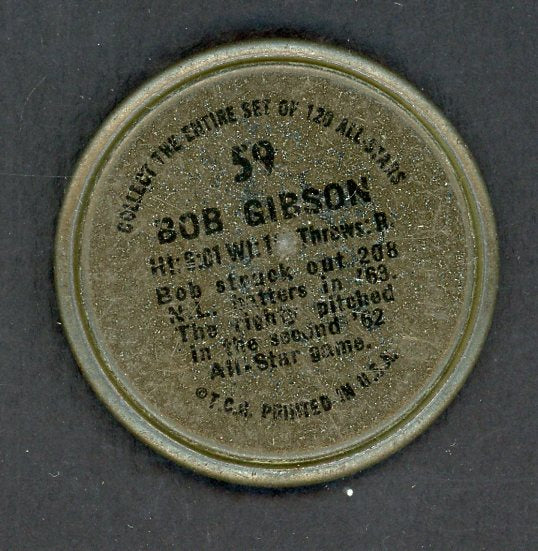 COLLECT THE ENTIRE SET OF 120 ALL-STARS
59
BOB GIBSON
Ht: 6:01 Wt: 1 Throws: R.
Bob struck out 208
N.L. batters in '63.
The righty pitched
in the second '62
All-Star game.
©T.C.G. PRINTED IN U.S.A.